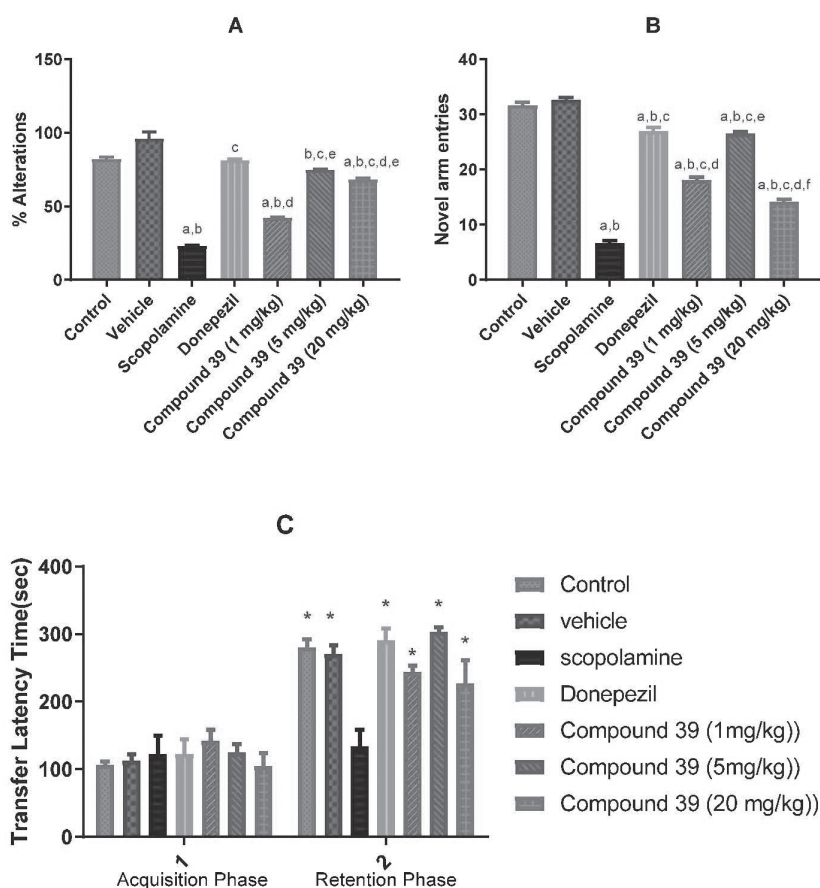 A
% Alterations
100
50
0
a,b
c
a,b,d
b,c,e
a,b,c,d,e
Control
Vehicle
Scopolamine
Donepezil
Compound 39 (1 mg/kg)
Compound 39 (5 mg/kg)
Compound 39 (20 mg/kg)
B
Novel arm entries
40
30
20
10
0
a,b
a,b,c
a,b,c,d
a,b,c,e
a,b,c,d,f
Control
Vehicle
Scopolamine
Donepezil
Compound 39 (1 mg/kg)
Compound 39 (5 mg/kg)
Compound 39 (20 mg/kg)
C
Transfer Latency Time(sec)
400
300
200
100
0
* * * * * *
1
Acquisition Phase
2
Retention Phase
Control
vehicle
scopolamine
Donepezil
Compound 39 (1mg/kg))
Compound 39 (5mg/kg))
Compound 39 (20 mg/kg))